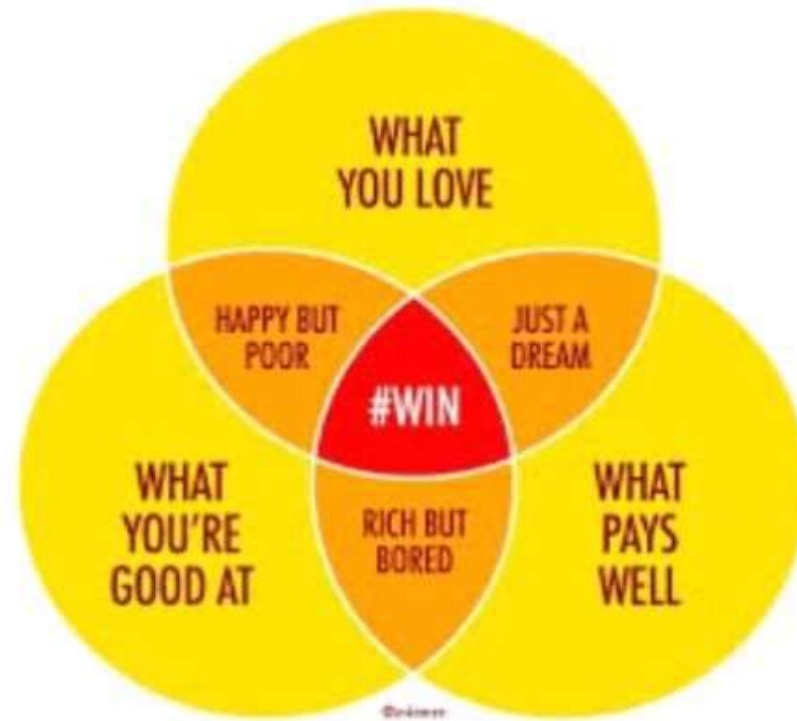 WHAT
YOU LOVE
HAPPY BUT
POOR
JUST A
DREAM
#WIN
WHAT
YOU'RE
GOOD AT
RICH BUT
BORED
WHAT
PAYS
WELL